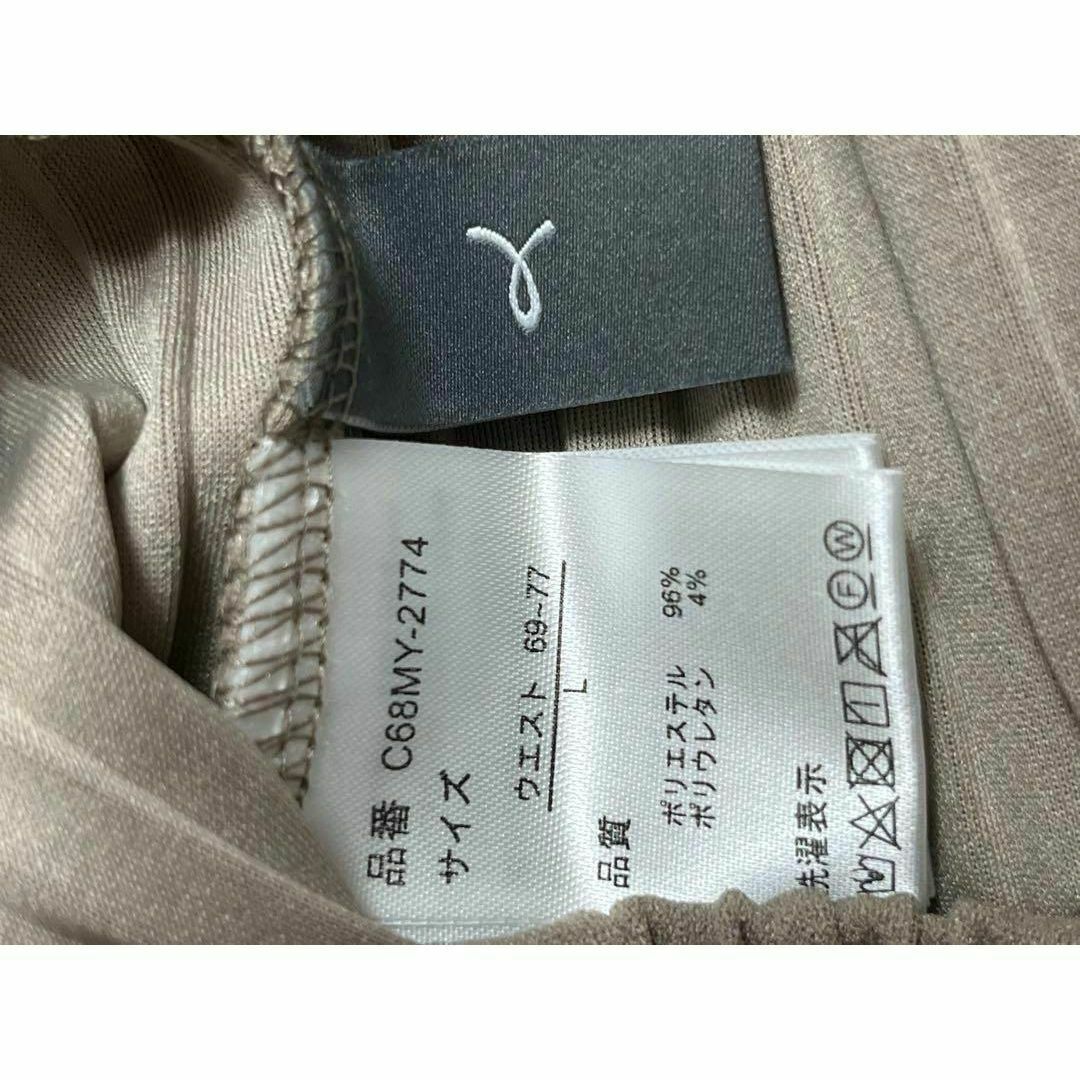 品番 C68MY-2774
サイズ
ウエスト 69~77
L
品質
ポリエステル 96%
ポリウレタン 4%
洗濯表示
F W